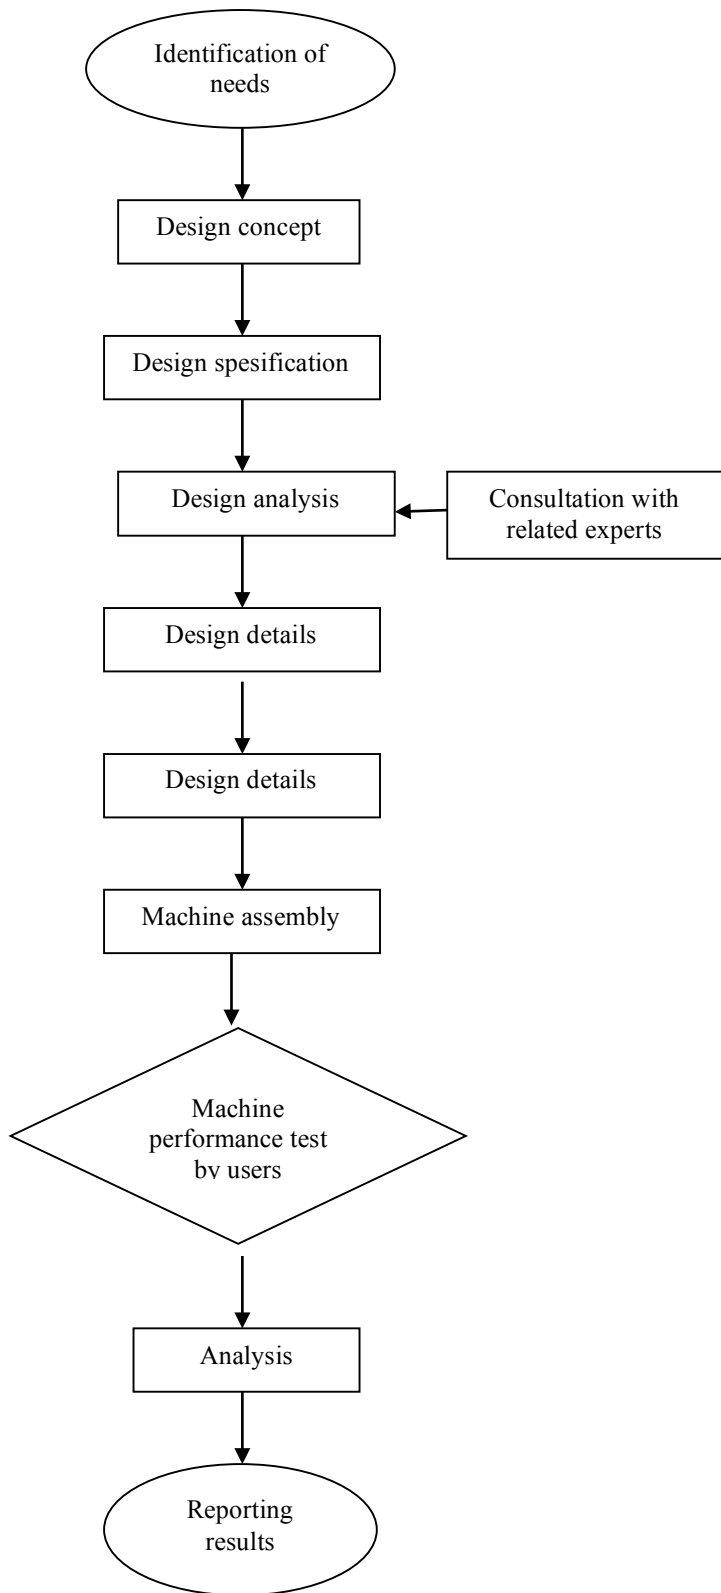 Identification of
needs
Design concept
Design spesification
Design analysis
Consultation with
related experts
Design details
Design details
Machine assembly
Machine
performance test
by users
Analysis
Reporting
results